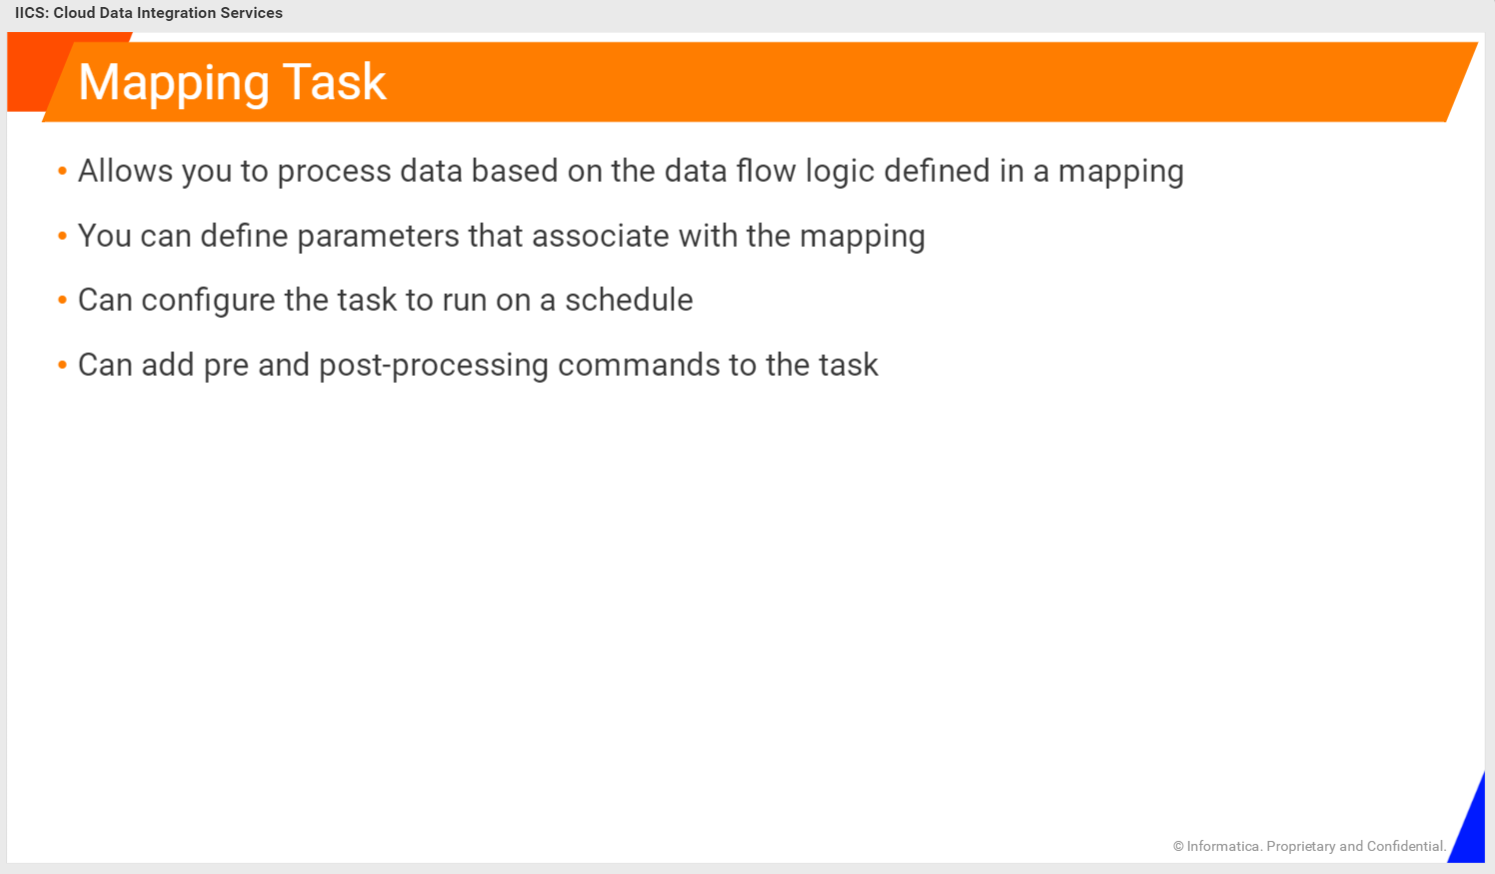 IICS: Cloud Data Integration Services
Mapping Task
• Allows you to process data based on the data flow logic defined in a mapping
• You can define parameters that associate with the mapping
• Can configure the task to run on a schedule
• Can add pre and post-processing commands to the task
© Informatica. Proprietary and Confidential.